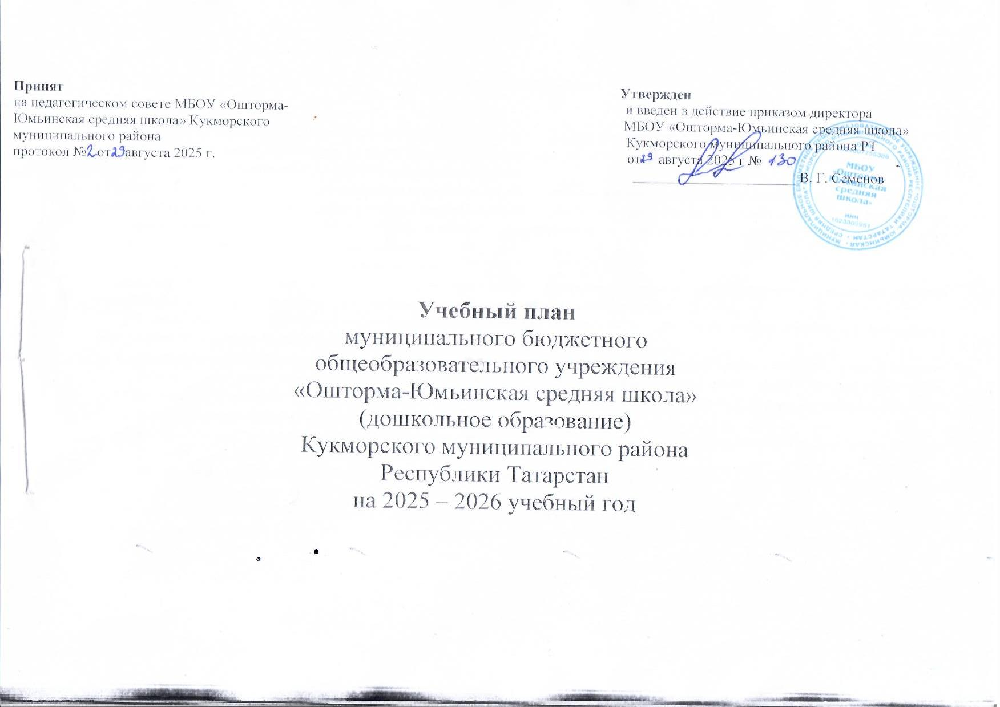 Принят
на педагогическом совете МБОУ «Ошторма-
Юмьинская средняя школа» Кукморского
муниципального района
протокол №2 от 29 августа 2025 г.
Утвержден
и введен в действие приказом директора
МБОУ «Ошторма-Юмьинская средняя школа»
Кукморского муниципального района РТ
от 29 августа 2025 г № 130
В. Г. Семенов
МБОУ
«Ошторма-
Юмьинская
средняя
школа»
ИНН
Учебный план
муниципального бюджетного
общеобразовательного учреждения
«Ошторма-Юмьинская средняя школа»
(дошкольное образование)
Кукморского муниципального района
Республики Татарстан
на 2025 – 2026 учебный год